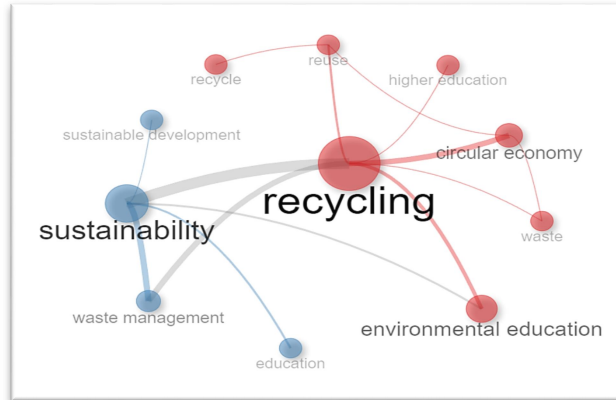 reuse
recycle
higher education
sustainable development
circular economy
recycling
sustainability
waste
waste management
environmental education
education